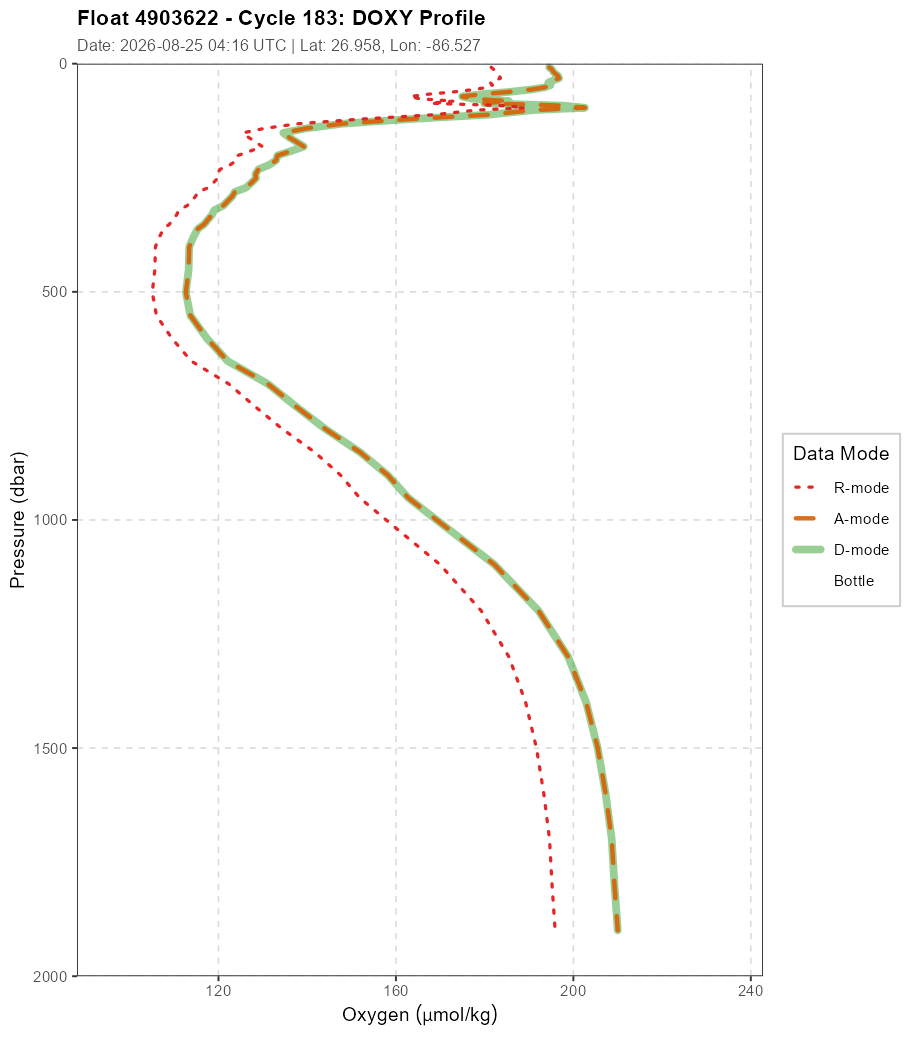 Float 4903622 - Cycle 183: DOXY Profile
Date: 2026-08-25 04:16 UTC | Lat: 26.958, Lon: -86.527
0
500
1000
1500
2000
Pressure (dbar)
120
160
200
240
Oxygen (μmol/kg)
Data Mode
R-mode
A-mode
D-mode
Bottle